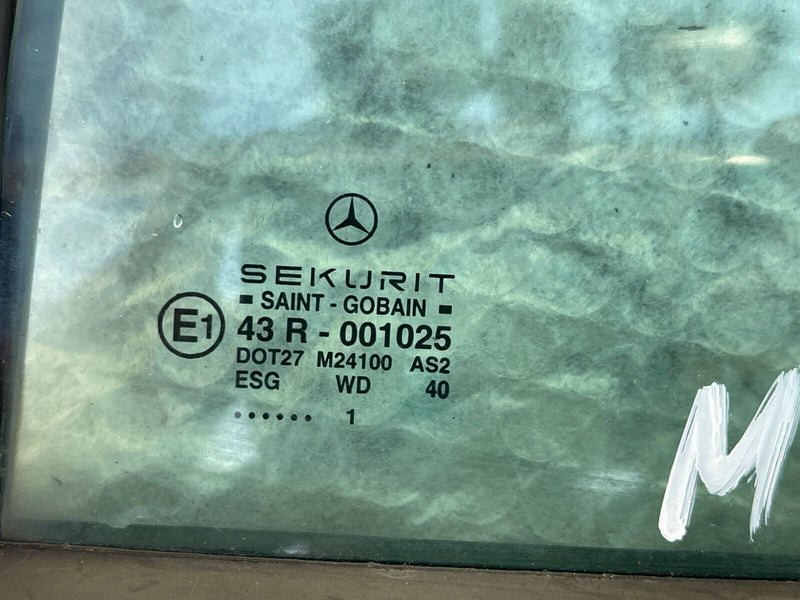 SEKURIT
SAINT - GOBAIN
E1 43 R - 001025
DOT27 M24100 AS2
ESG WD 40
...... 1
M